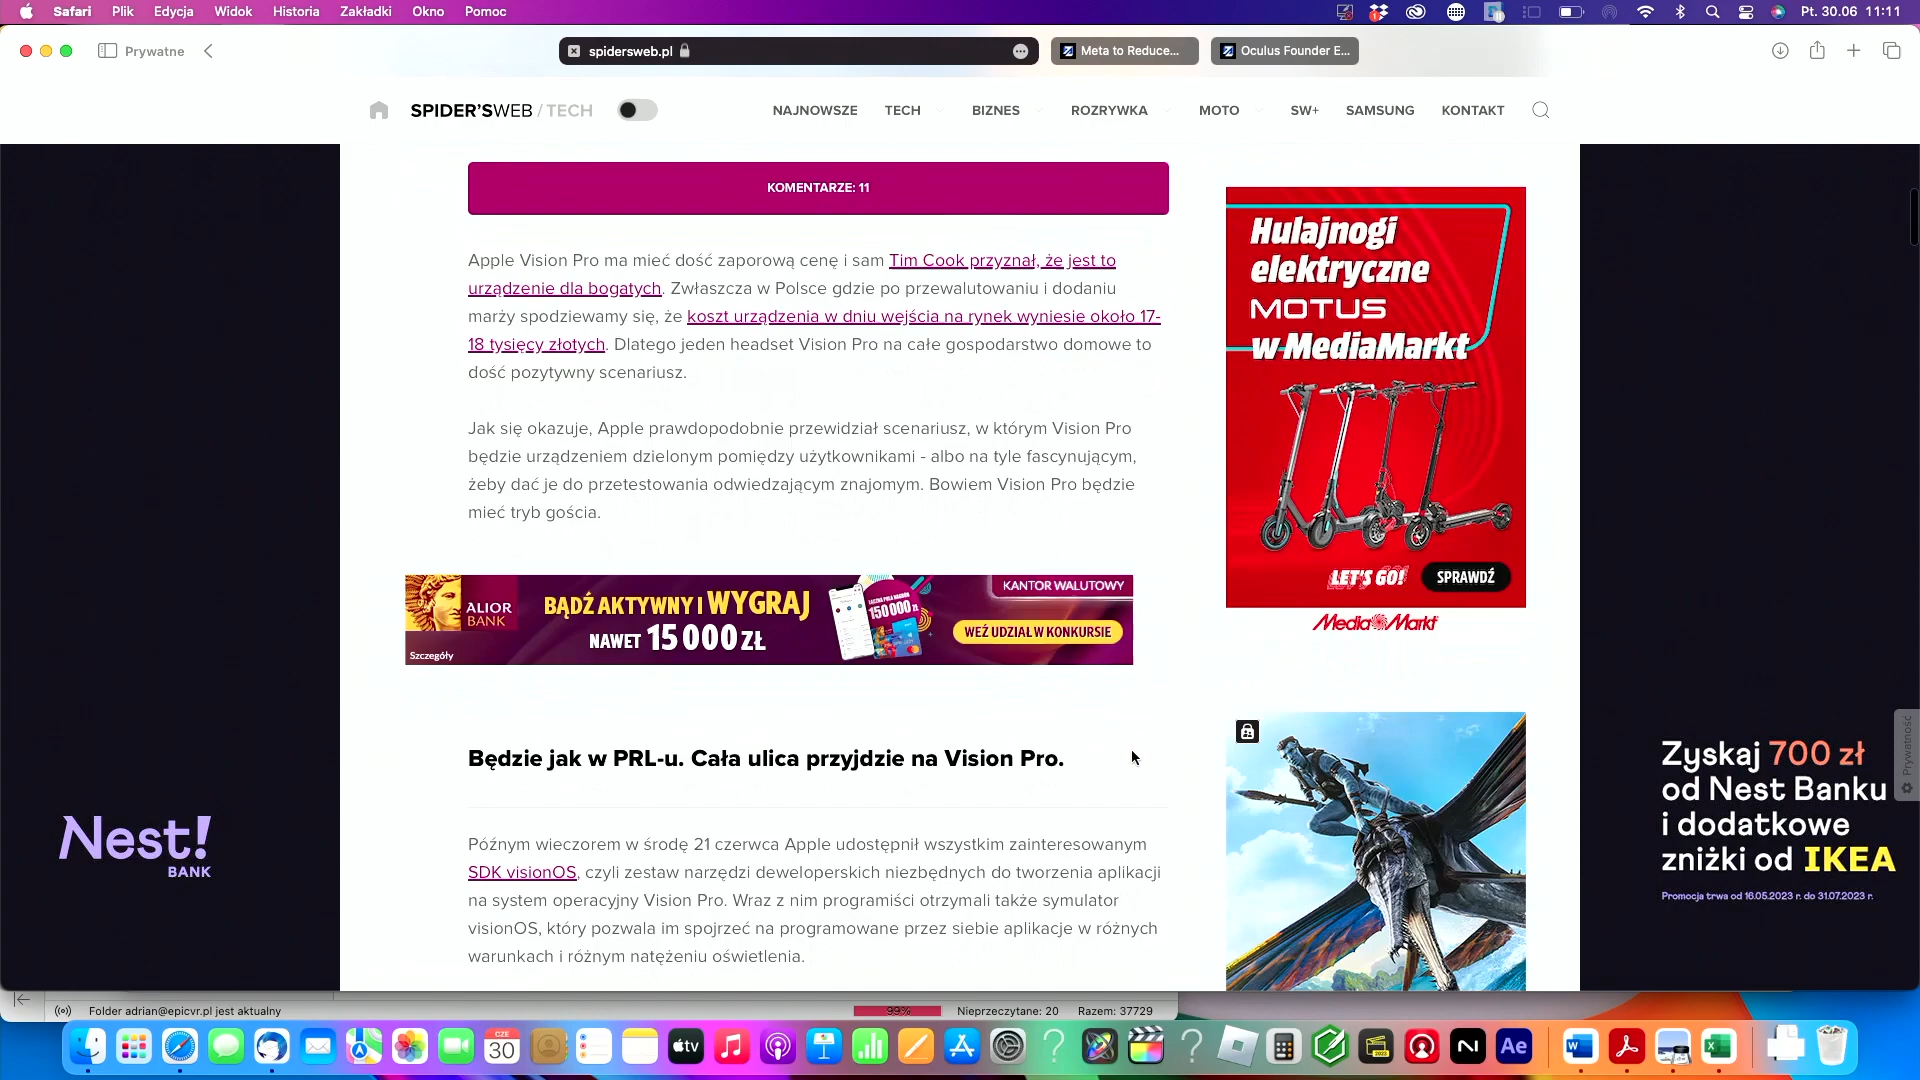 Safari Plik Edycja Widok Historia Zakładki Okno Pomoc
Pt. 30.06 11:11
Prywatne
spidersweb.pl
Meta to Reduce...
Oculus Founder E...
SPIDER'SWEB / TECH
NAJNOWSZE TECH BIZNES ROZRYWKA MOTO SW+ SAMSUNG KONTAKT
KOMENTARZE: 11
Apple Vision Pro ma mieć dość zaporową cenę i sam Tim Cook przyznał, że jest to
urządzenie dla bogatych. Zwłaszcza w Polsce gdzie po przewalutowaniu i dodaniu
marży spodziewamy się, że koszt urządzenia w dniu wejścia na rynek wyniesie około 17-
18 tysięcy złotych. Dlatego jeden headset Vision Pro na całe gospodarstwo domowe to
dość pozytywny scenariusz.
Jak się okazuje, Apple prawdopodobnie przewidział scenariusz, w którym Vision Pro
będzie urządzeniem dzielonym pomiędzy użytkownikami - albo na tyle fascynującym,
żeby dać je do przetestowania odwiedzającym znajomym. Bowiem Vision Pro będzie
mieć tryb gościa.
ALIOR
BANK
Szczegóły
BĄDŹ AKTYWNY I WYGRAJ
NAWET 15 000 ZŁ
150 000 zł
KANTOR WALUTOWY
WEŹ UDZIAŁ W KONKURSIE
Będzie jak w PRL-u. Cała ulica przyjdzie na Vision Pro.
Późnym wieczorem w środę 21 czerwca Apple udostępnił wszystkim zainteresowanym
SDK visionOS, czyli zestaw narzędzi deweloperskich niezbędnych do tworzenia aplikacji
na system operacyjny Vision Pro. Wraz z nim programiści otrzymali także symulator
visionOS, który pozwala im spojrzeć na programowane przez siebie aplikacje w różnych
warunkach i różnym natężeniu oświetlenia.
Hulajnogi
elektryczne
MOTUS
w MediaMarkt
LET'S GO!
SPRAWDŹ
MediaMarkt
Nest!
BANK
Zyskaj 700 zł
od Nest Banku
i dodatkowe
zniżki od IKEA
Promocja trwa od 16.05.2023 r. do 31.07.2023 r.
Prywatność
Folder adrian@epicvr.pl jest aktualny
99%
Nieprzeczytane: 20
Razem: 37729
CZE
30
tv
Ae
W
X